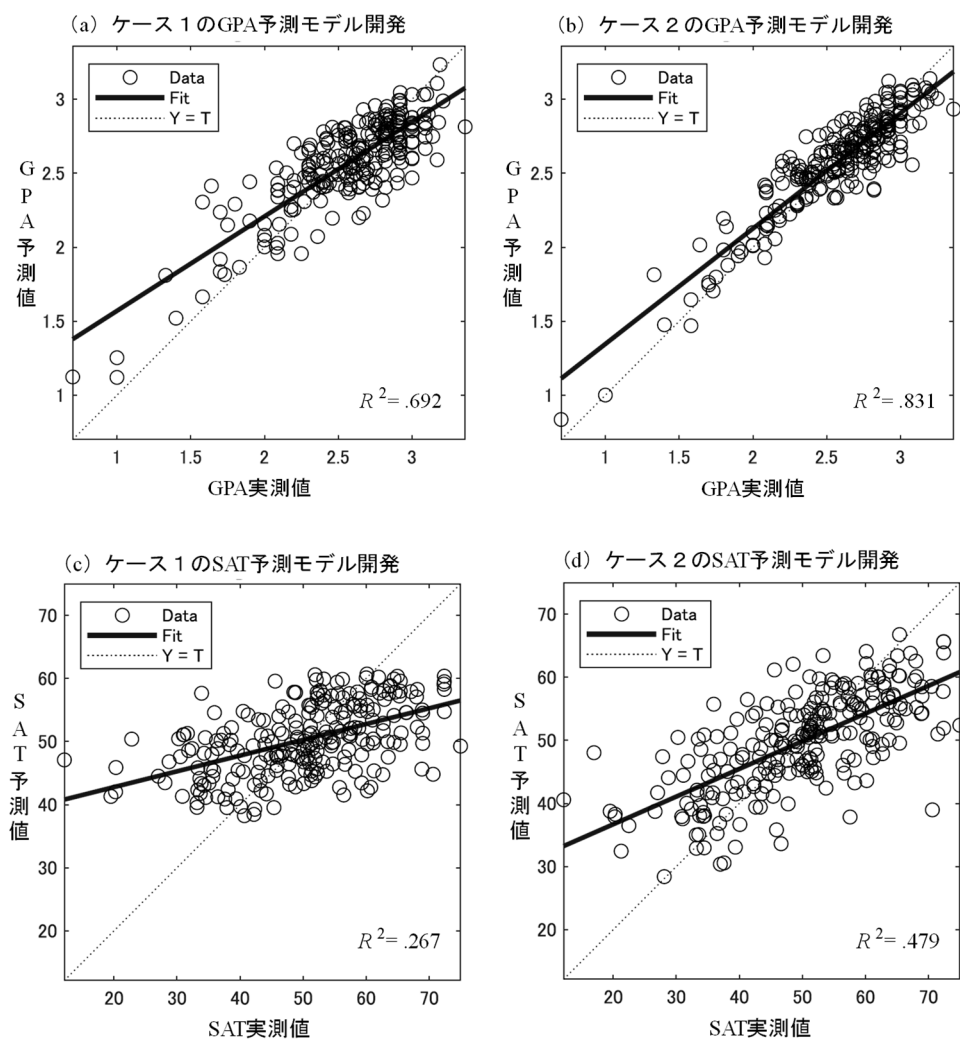 (a) ケース１のGPA予測モデル開発
Data
Fit
Y = T
3
2.5
2
1.5
1
GPA予測値
R²= .692
1
1.5
2
2.5
3
GPA実測値
(b) ケース２のGPA予測モデル開発
Data
Fit
Y = T
3
2.5
2
1.5
1
GPA予測値
R²= .831
1
1.5
2
2.5
3
GPA実測値
(c) ケース１のSAT予測モデル開発
Data
Fit
Y = T
70
60
50
40
30
20
SAT予測値
R²= .267
20
30
40
50
60
70
SAT実測値
(d) ケース２のSAT予測モデル開発
Data
Fit
Y = T
70
60
50
40
30
20
SAT予測値
R²= .479
20
30
40
50
60
70
SAT実測値